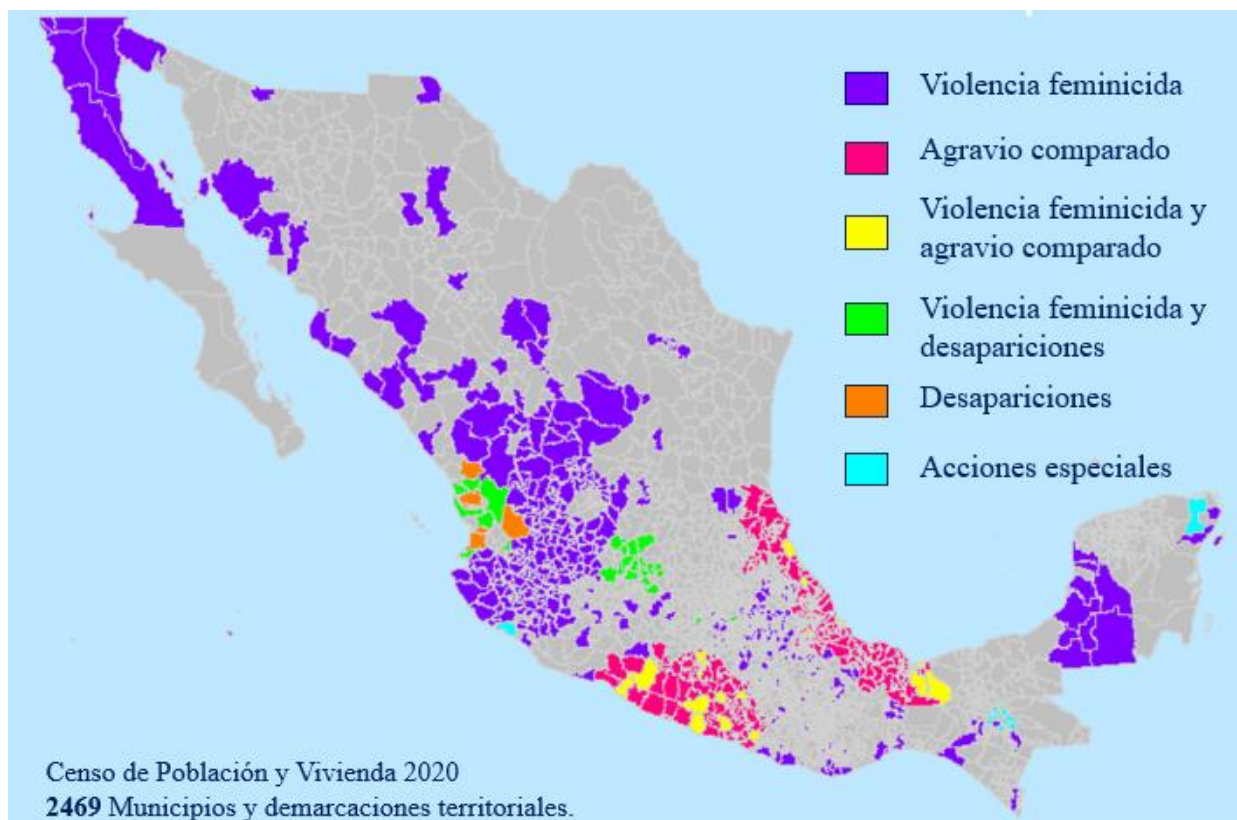 Violencia feminicida
Agravio comparado
Violencia feminicida y
agravio comparado
Violencia feminicida y
desapariciones
Desapariciones
Acciones especiales
Censo de Población y Vivienda 2020
2469 Municipios y demarcaciones territoriales.